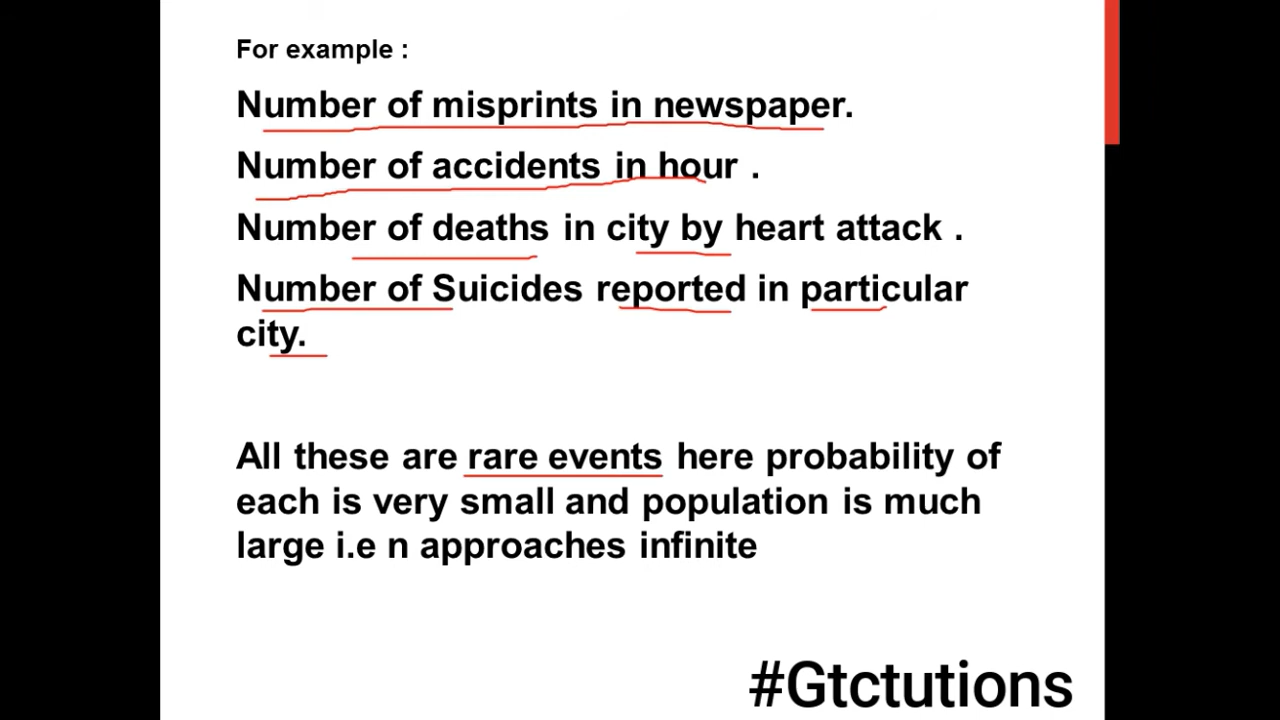 For example :
Number of misprints in newspaper.
Number of accidents in hour .
Number of deaths in city by heart attack .
Number of Suicides reported in particular
city.
All these are rare events here probability of
each is very small and population is much
large i.e n approaches infinite
#Gtctutions